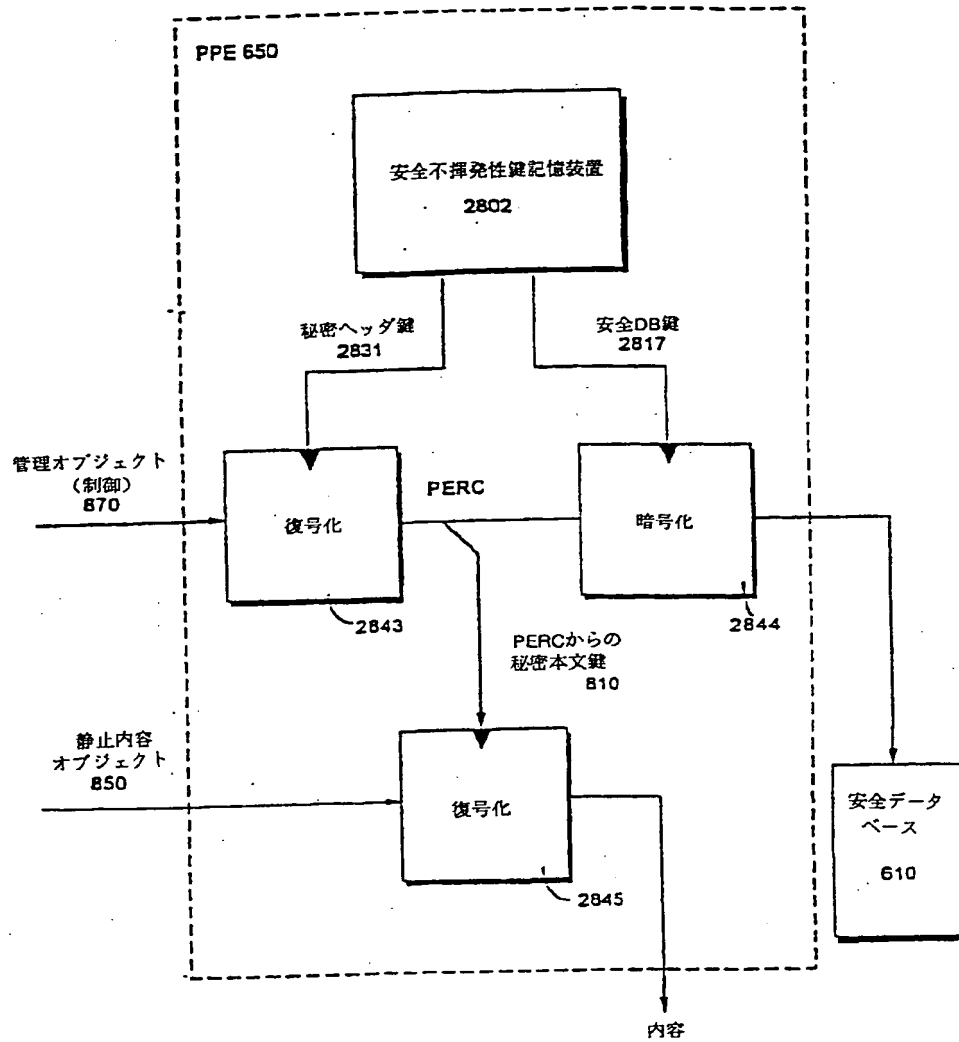 PPE 650
安全不揮発性鍵記憶装置
2802
秘密ヘッダ鍵
2831
安全DB鍵
2817
管理オブジェクト
（制御）
870
復号化
2843
PERC
暗号化
2844
PERCからの
秘密本文鍵
810
静止内容
オブジェクト
850
復号化
2845
安全データ
ベース
610
内容